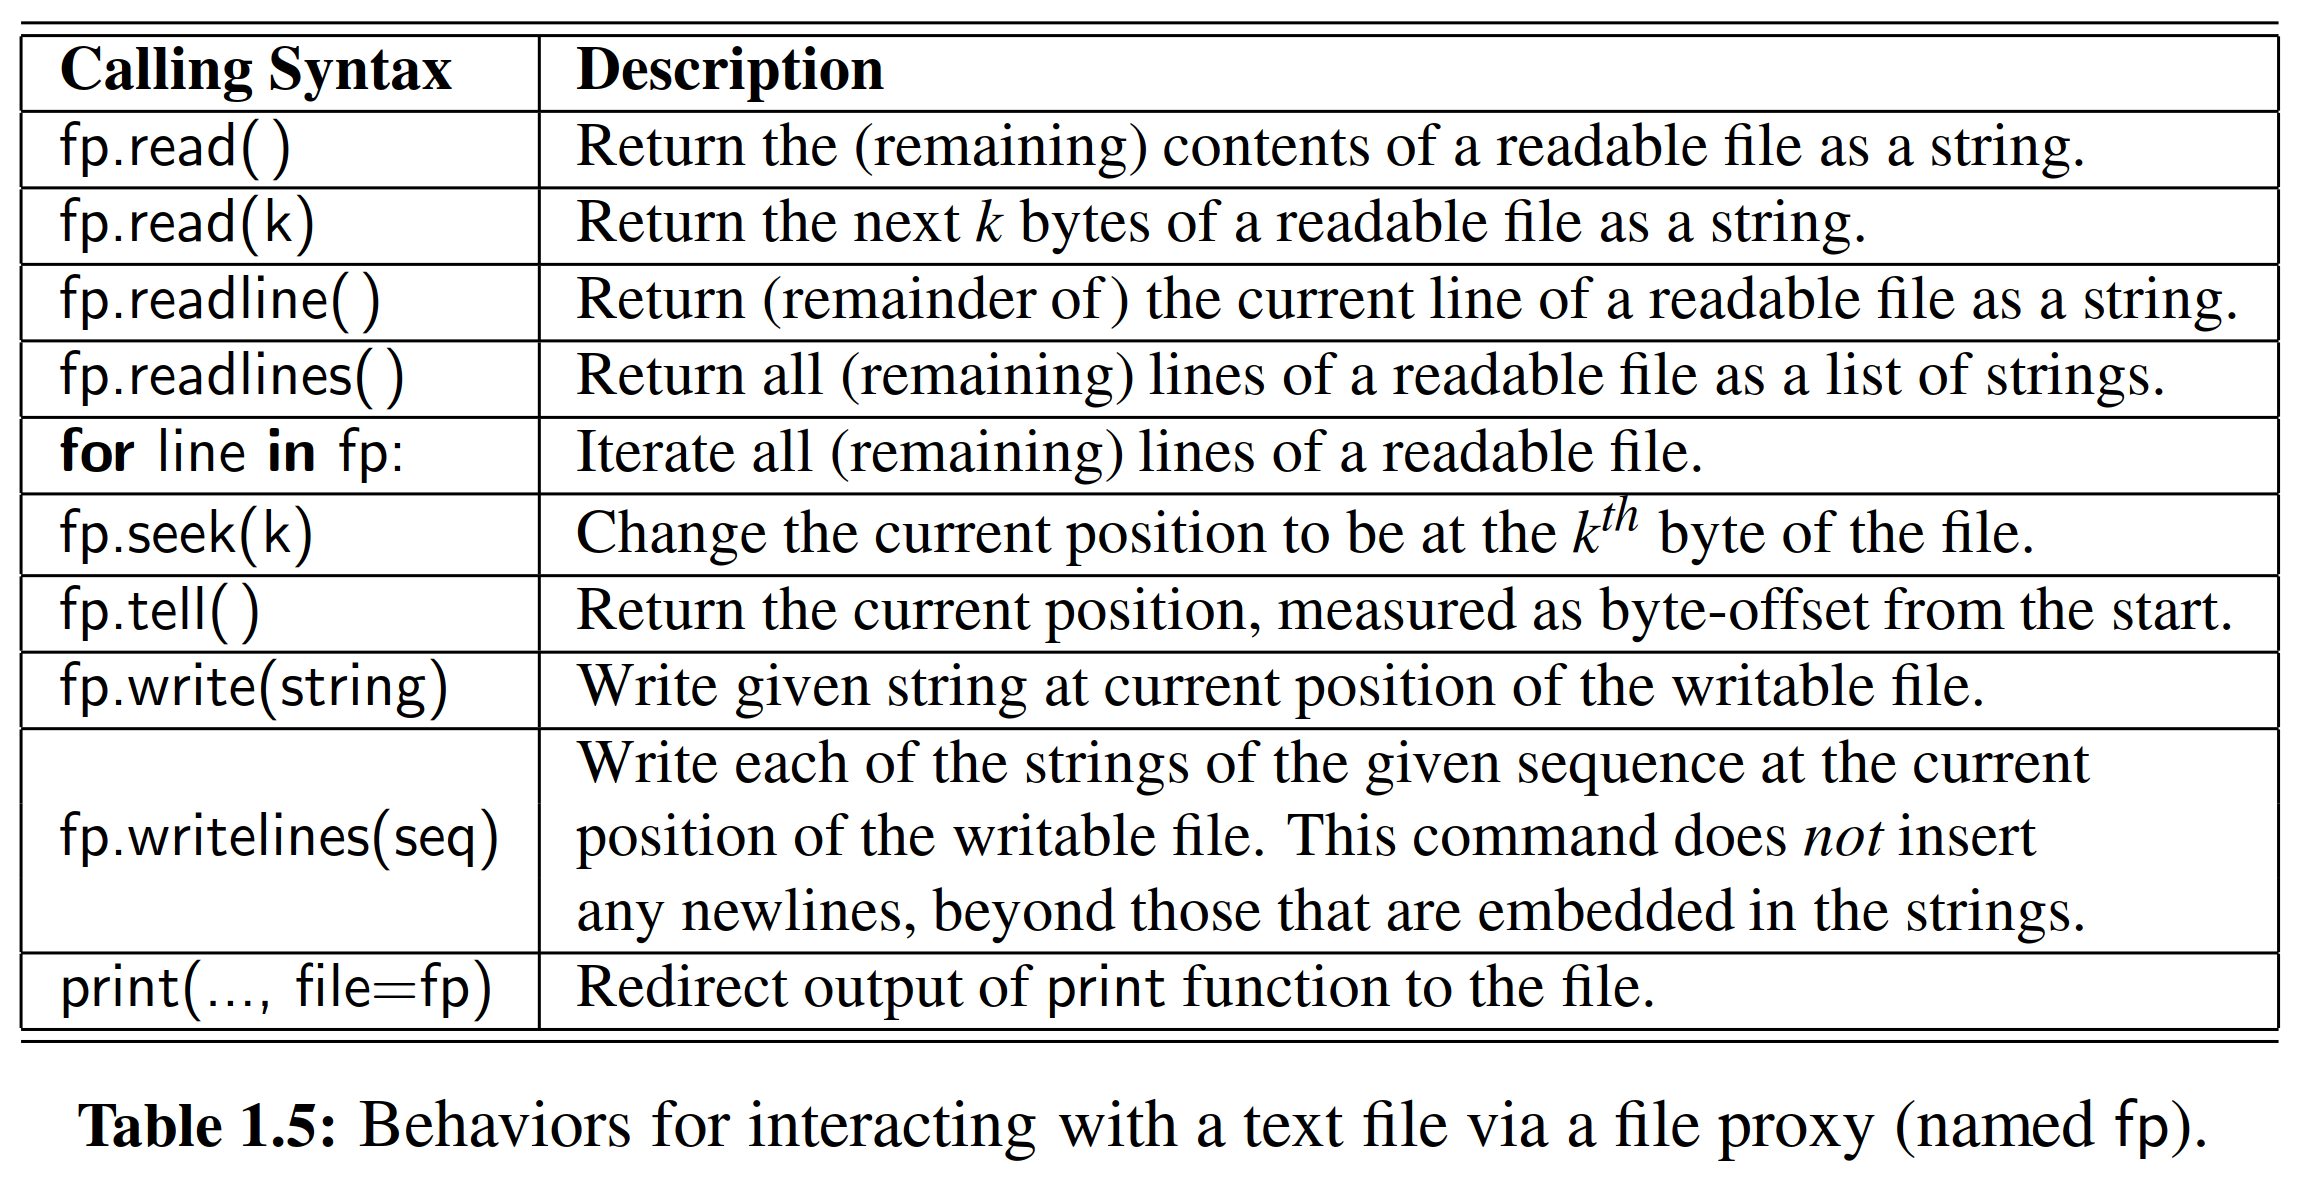 Calling Syntax Description
fp.read() Return the (remaining) contents of a readable file as a string.
fp.read(k) Return the next k bytes of a readable file as a string.
fp.readline() Return (remainder of) the current line of a readable file as a string.
fp.readlines() Return all (remaining) lines of a readable file as a list of strings.
for line in fp: Iterate all (remaining) lines of a readable file.
fp.seek(k) Change the current position to be at the kth byte of the file.
fp.tell() Return the current position, measured as byte-offset from the start.
fp.write(string) Write given string at current position of the writable file.
Write each of the strings of the given sequence at the current
fp.writelines(seq) position of the writable file. This command does not insert
any newlines, beyond those that are embedded in the strings.
print(..., file=fp) Redirect output of print function to the file.
Table 1.5: Behaviors for interacting with a text file via a file proxy (named fp).